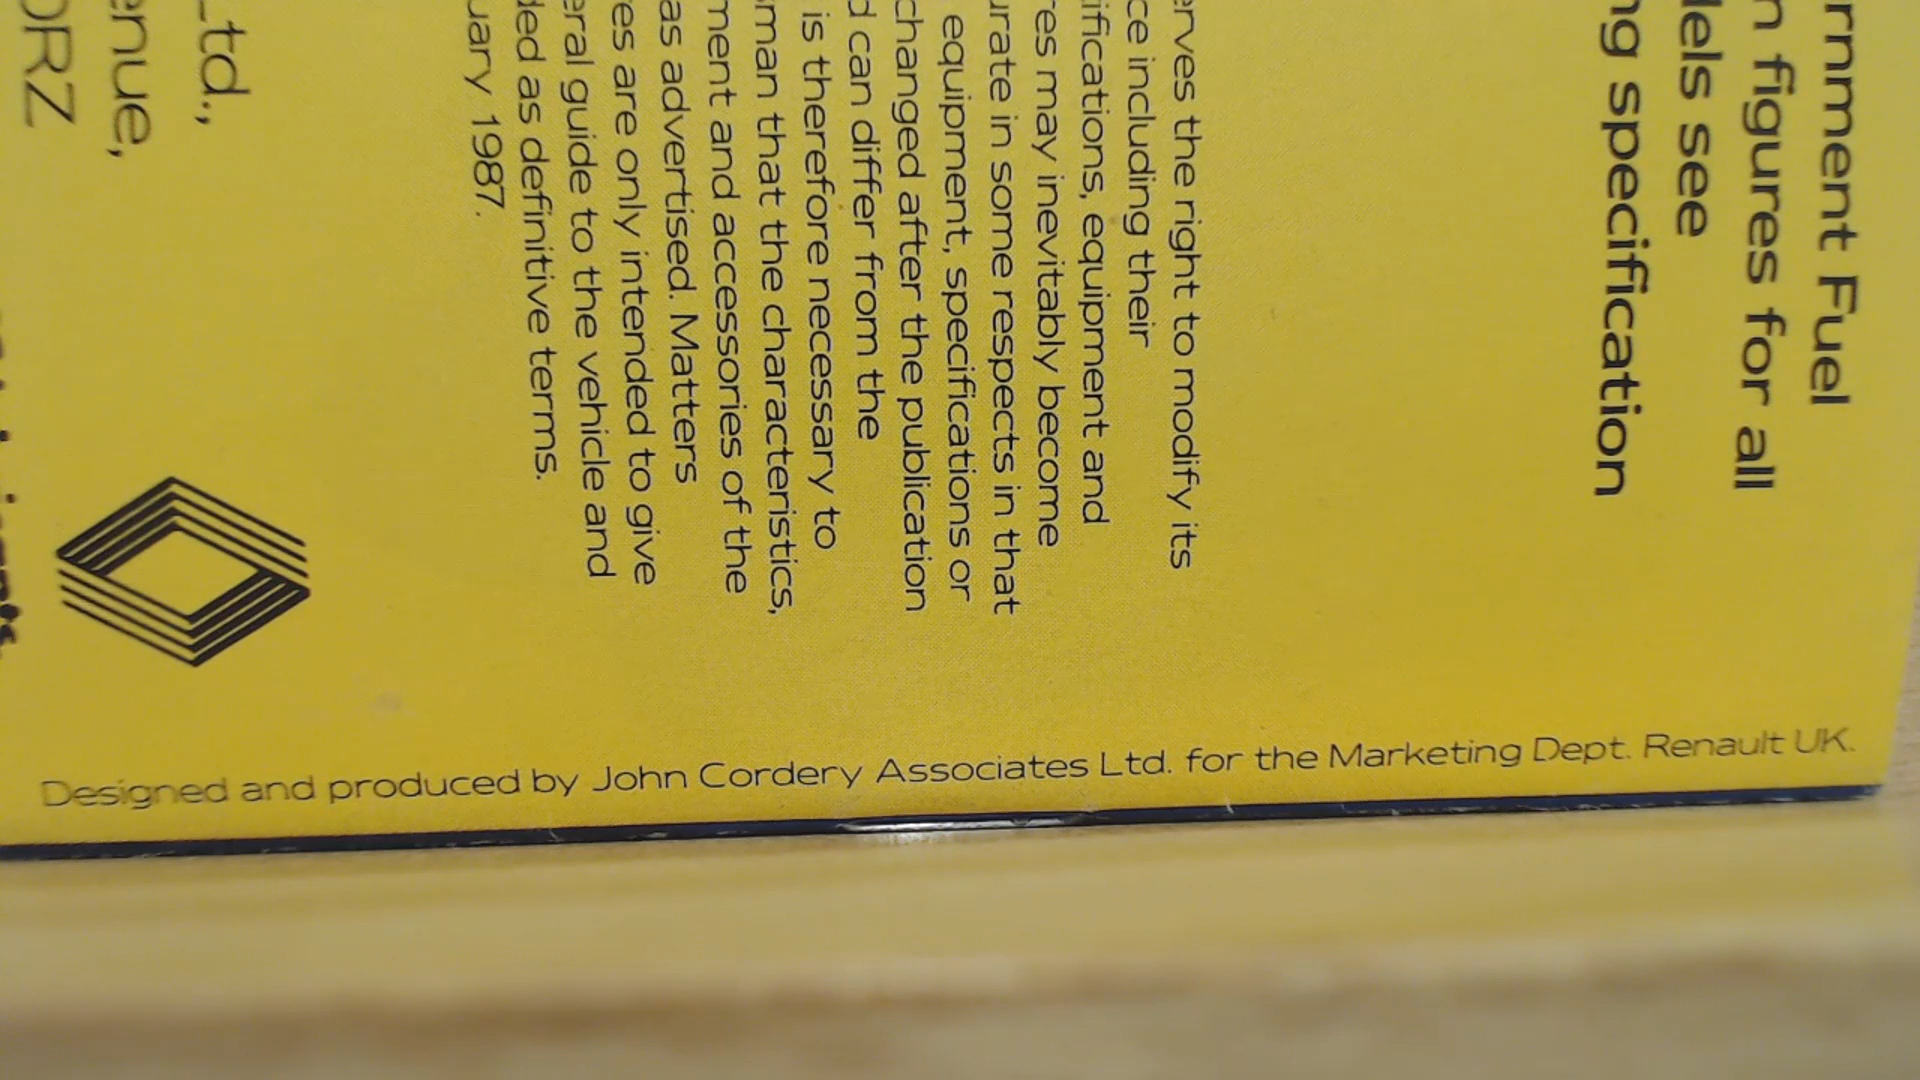 rnment Fuel
n figures for all
lels see
ng specification
erves the right to modify its
ce including their
ifications, equipment and
res may inevitably become
urate in some respects in that
equipment, specifications or
changed after the publication
d can differ from the
is therefore necessary to
man that the characteristics,
ment and accessories of the
as advertised. Matters
res are only intended to give
eral guide to the vehicle and
ded as definitive terms.
uary 1987.
td.,
enue,
ORZ
Designed and produced by John Cordery Associates Ltd. for the Marketing Dept. Renault UK.